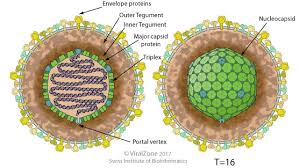 Envelope proteins
Outer Tegument
Inner Tegument
Major capsid
protein
Triplex
Nucleocapsid
Portal vertex
© ViralZone 2017
Swiss Institute of Bioinformatics
T=16